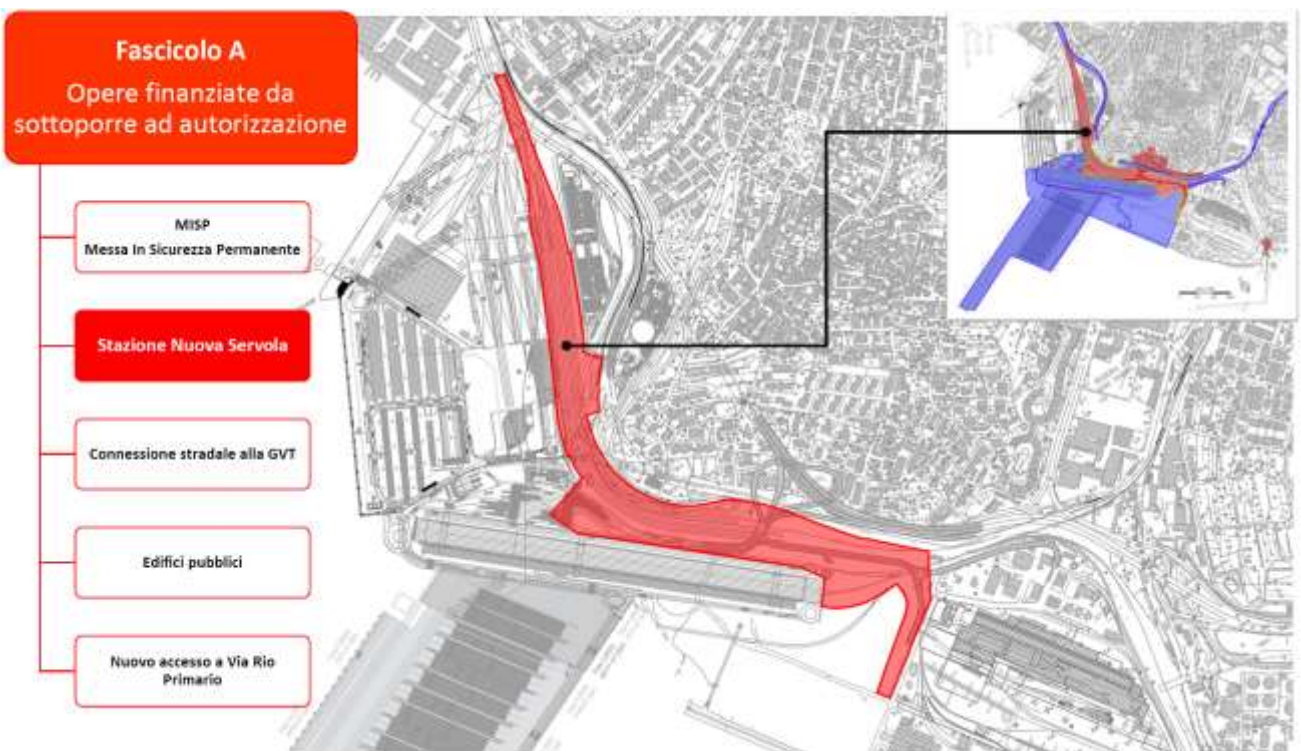 Fascicolo A
Opere finanziate da
sottoporre ad autorizzazione
MISP
Messa In Sicurezza Permanente
Stazione Nuova Servola
Connessione stradale alla GVT
Edifici pubblici
Nuovo accesso a Via Rio
Primario